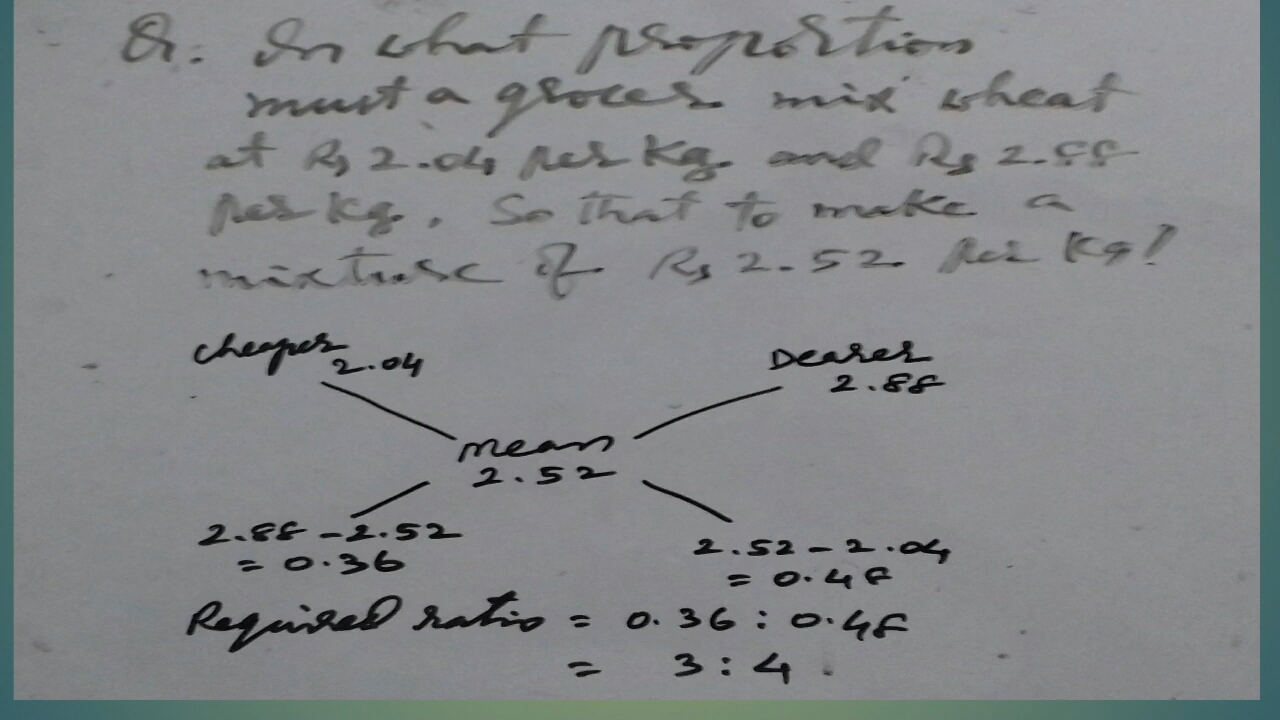 Q. In what proportion
must a grocer mix wheat
at Rs 2.04 per Kg. and Rs 2.88
per Kg. So that to make a
mixture of Rs 2.52 per Kg?
Cheaper Dearer
2.04 2.88
mean
2.52
2.88 - 2.52 2.52 - 2.04
= 0.36 = 0.48
Required ratio = 0.36 : 0.48
= 3 : 4.